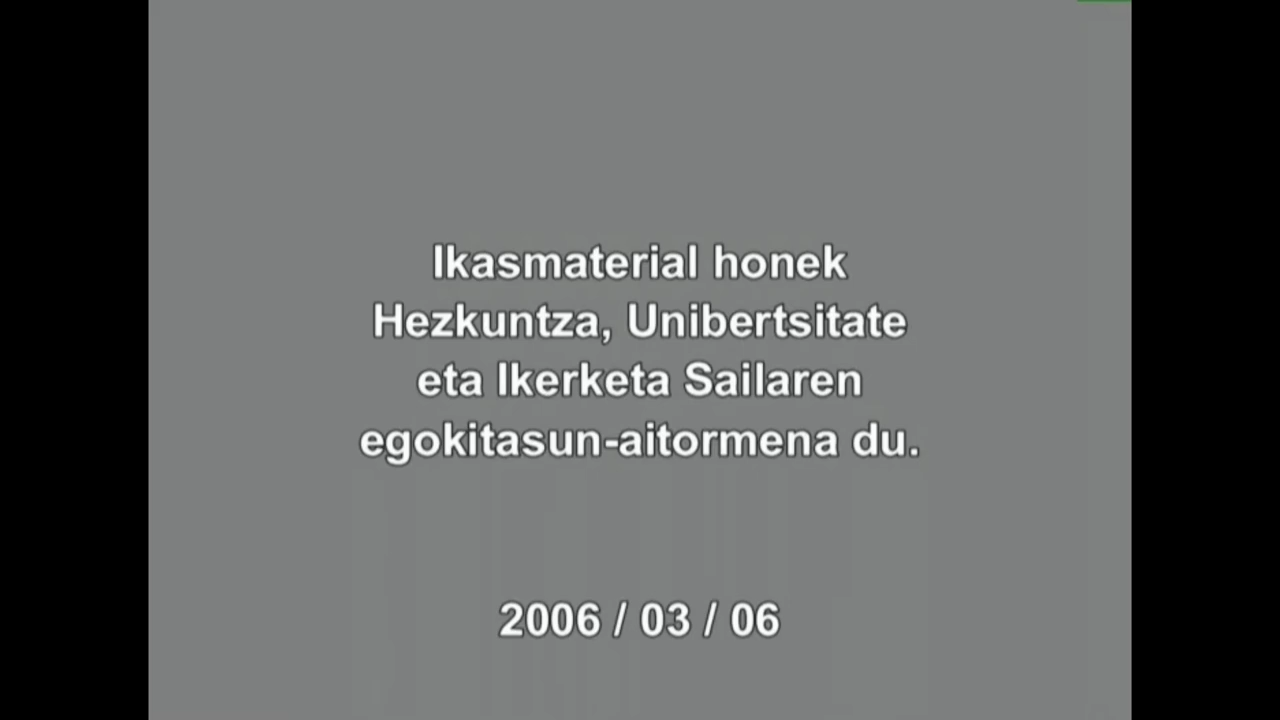 Ikasmaterial honek
Hezkuntza, Unibertsitate
eta Ikerketa Sailaren
egokitasun-aitormena du.
2006 / 03 / 06